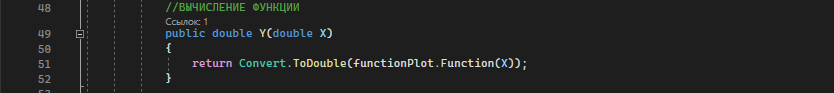 48 //ВЫЧИСЛЕНИЕ ФУНКЦИИ
Ссылок: 1
49 public double Y(double X)
50 {
51 return Convert.ToDouble(functionPlot.Function(X));
52 }